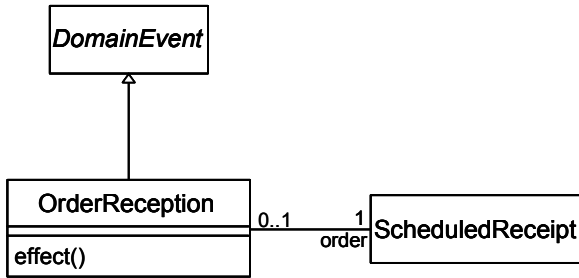 DomainEvent
OrderReception
effect()
0..1
1
order
ScheduledReceipt